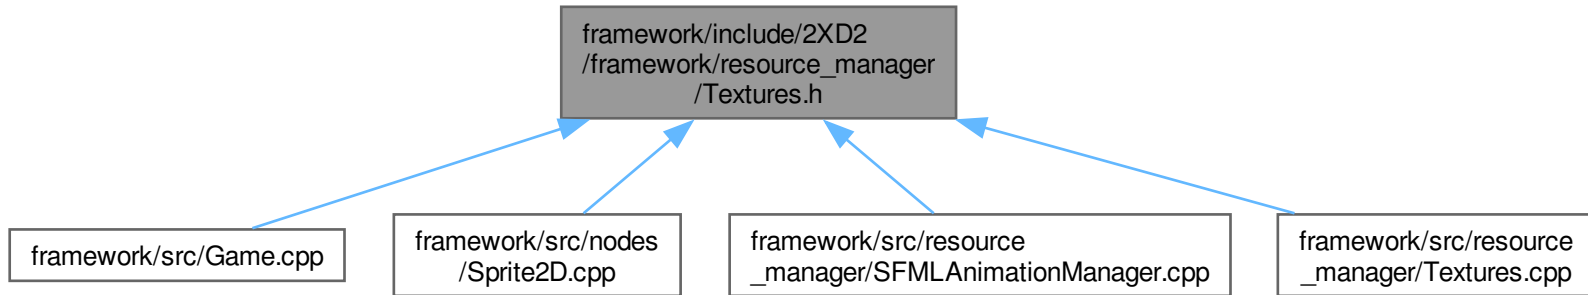 framework/include/2XD2
/framework/resource_manager
/Textures.h
framework/src/Game.cpp
framework/src/nodes
/Sprite2D.cpp
framework/src/resource
_manager/SFMLAnimationManager.cpp
framework/src/resource
_manager/Textures.cpp